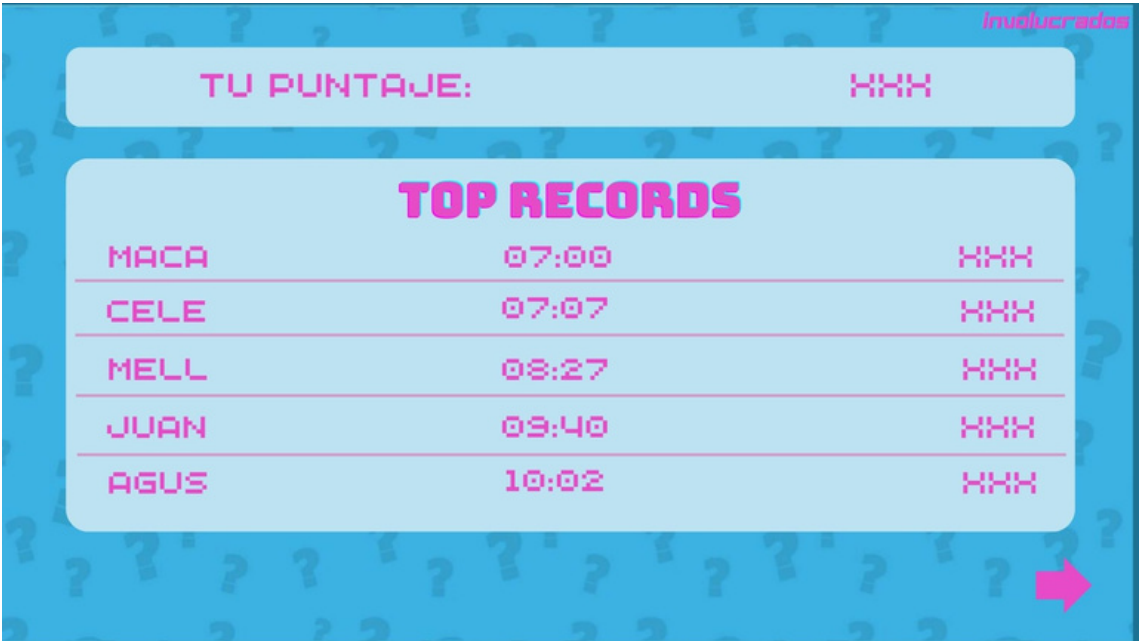 involucrados
TU PUNTAJE: XXX
TOP RECORDS
MACA 07:00 XXX
CELE 07:07 XXX
MELL 08:27 XXX
JUAN 09:40 XXX
AGUS 10:02 XXX